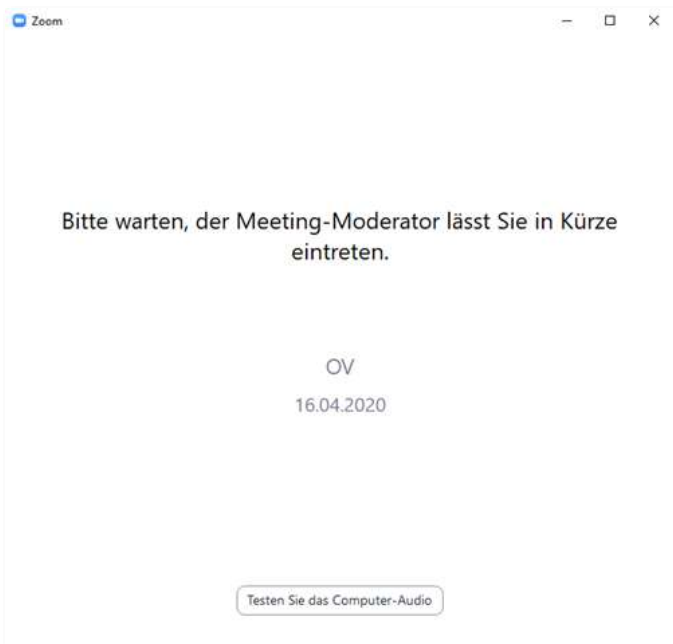 Zoom
Bitte warten, der Meeting-Moderator lässt Sie in Kürze
eintreten.
OV
16.04.2020
Testen Sie das Computer-Audio